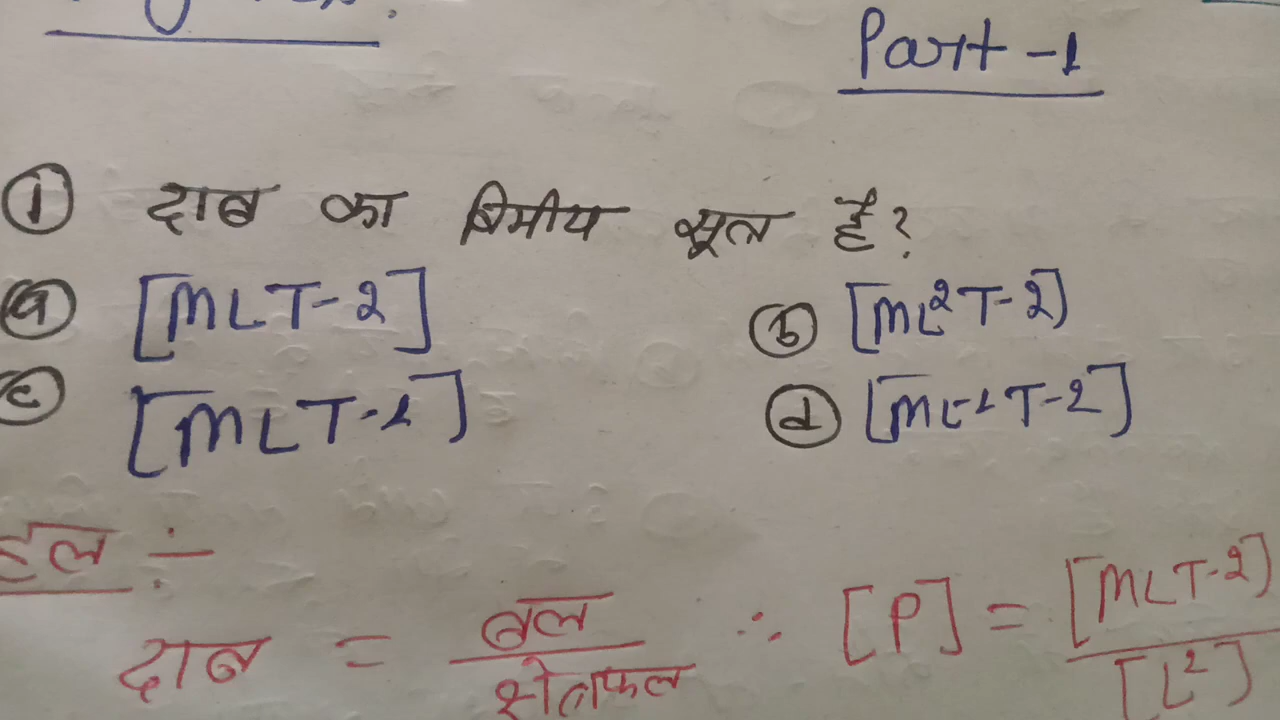 Part-1
① दाब का विमीय सूत्र है?
ⓐ [MLT-2] ⓑ [ML²T-2]
ⓒ [MLT-1] ⓓ [ML-1T-2]
हल ÷
दाब = बल / क्षेत्रफल ∴ [P] = [MLT-2] / [L²]